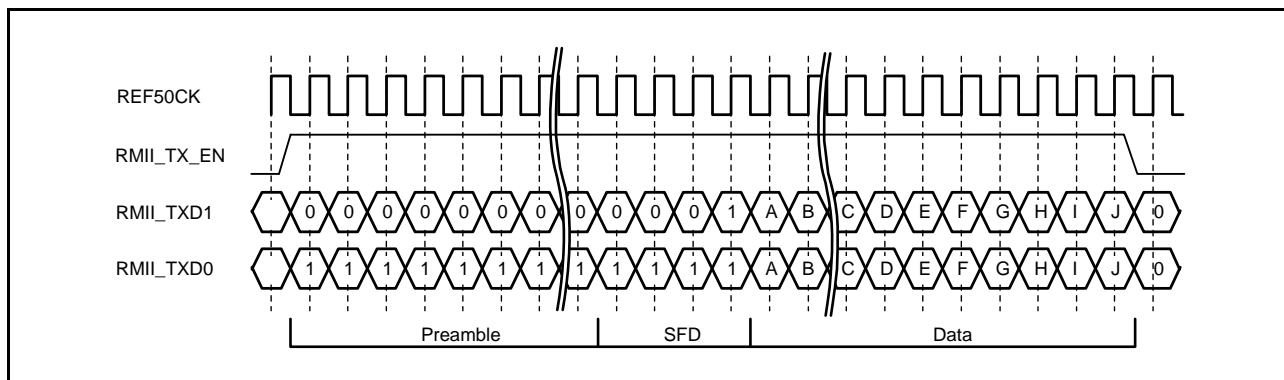 REF50CK
RMII_TX_EN
RMII_TXD1 0 0 0 0 0 0 0 0 0 0 0 1 A B C D E F G H I J 0
RMII_TXD0 1 1 1 1 1 1 1 1 1 1 1 1 A B C D E F G H I J 0
Preamble SFD Data